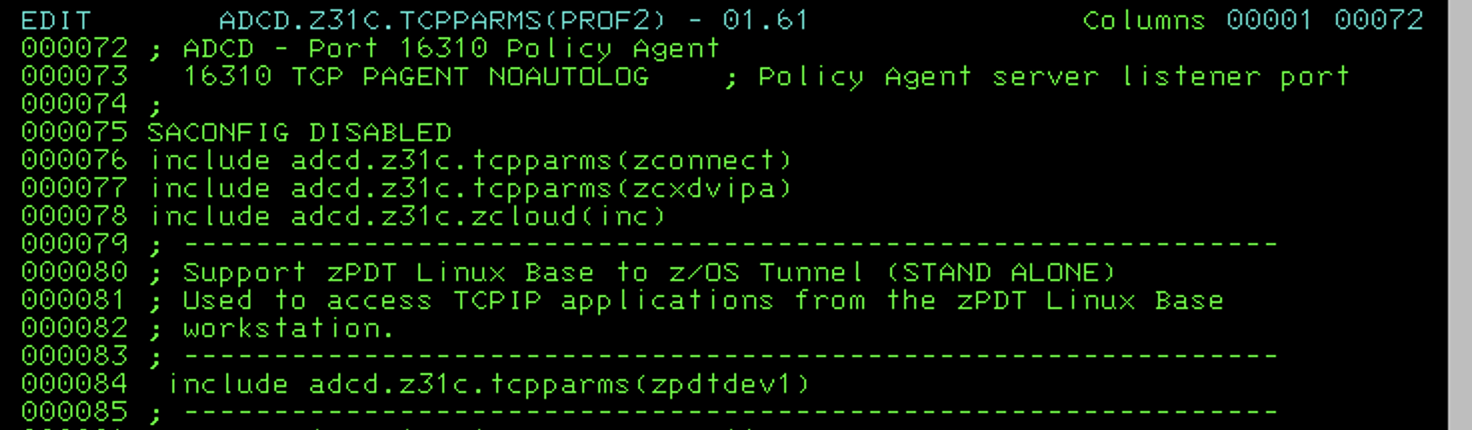 EDIT       ADCD.Z31C.TCPPARMS(PROF2) - 01.61               Columns 00001 00072
000072 ; ADCD - Port 16310 Policy Agent
000073   16310 TCP PAGENT NOAUTOLOG    ; Policy Agent server listener port
000074 ;
000075 SACONFIG DISABLED
000076 include adcd.z31c.tcpparms(zconnect)
000077 include adcd.z31c.tcpparms(zcxdvipa)
000078 include adcd.z31c.zcloud(inc)
000079 ; -------------------------------------------------------------
000080 ; Support zPDT Linux Base to z/OS Tunnel (STAND ALONE)
000081 ; Used to access TCPIP applications from the zPDT Linux Base
000082 ; workstation.
000083 ; -------------------------------------------------------------
000084  include adcd.z31c.tcpparms(zpdtdev1)
000085 ; -------------------------------------------------------------